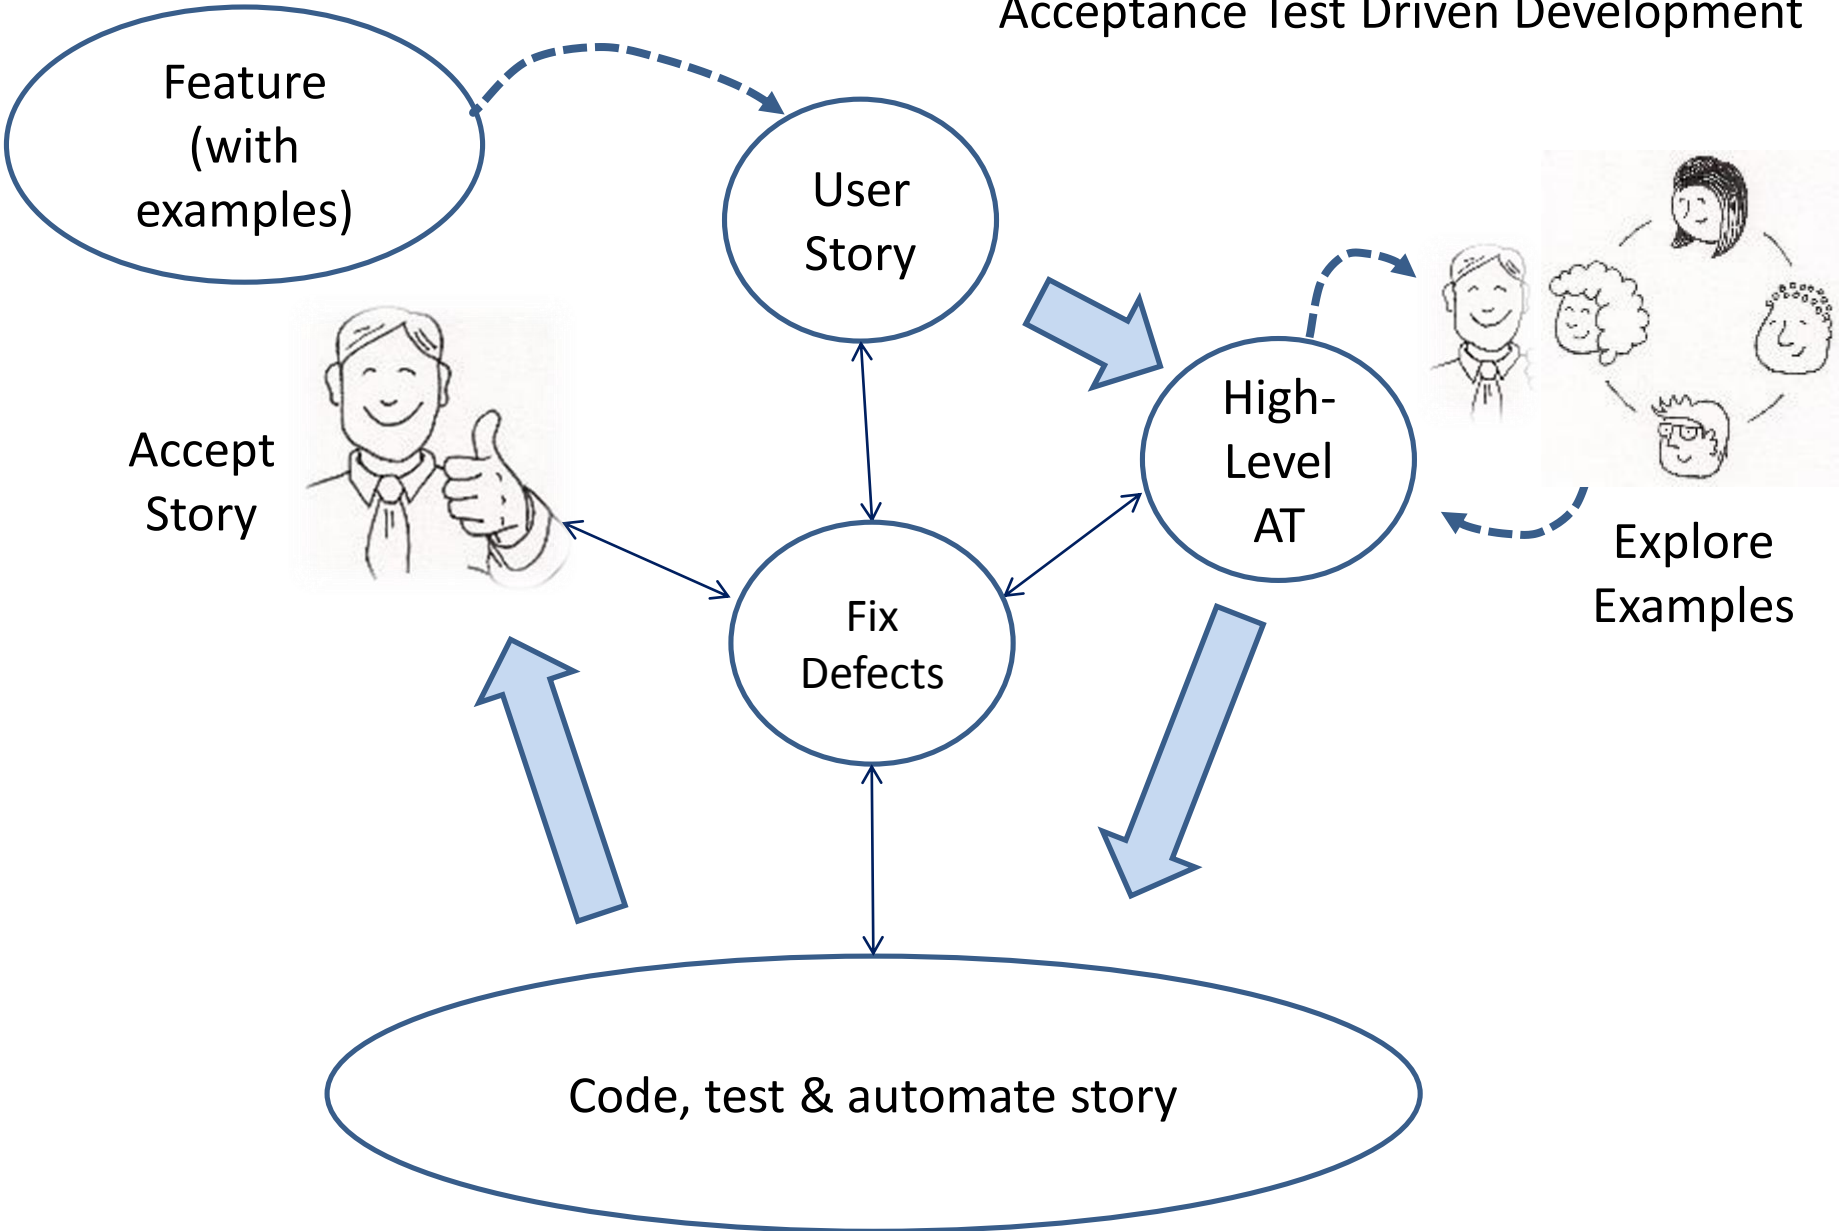 Acceptance Test Driven Development
Feature
(with
examples)
User
Story
High-
Level
AT
Accept
Story
Explore
Examples
Fix
Defects
Code, test & automate story